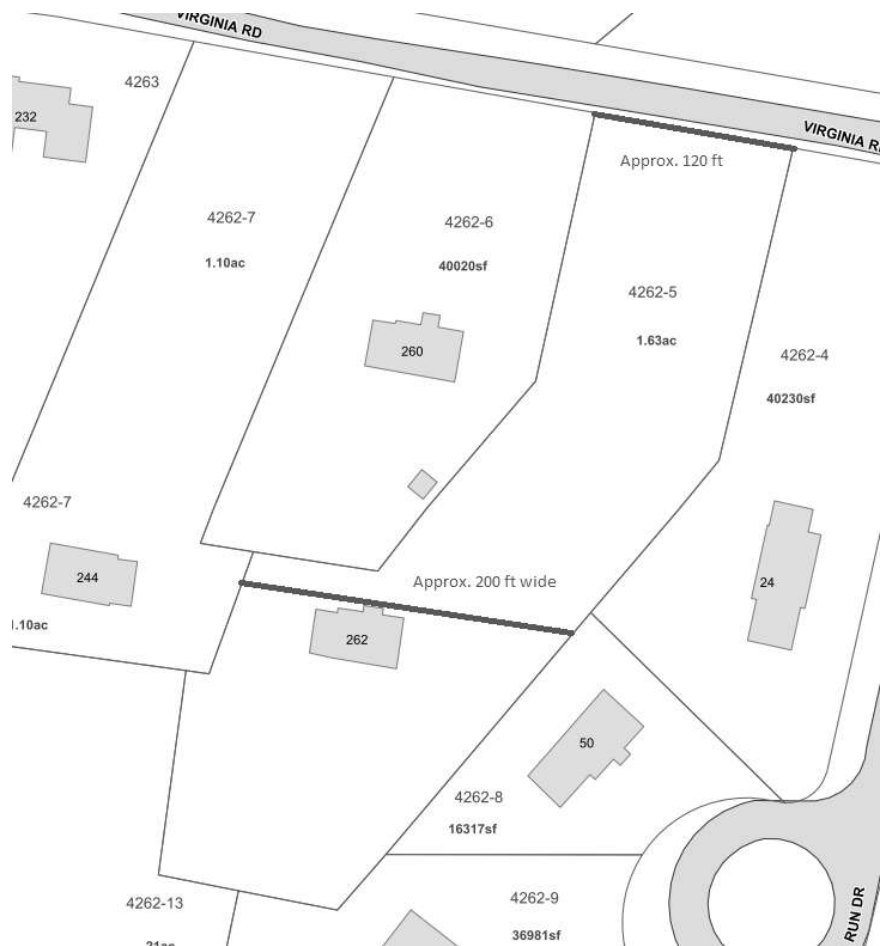 VIRGINIA RD
4263
232
VIRGINIA R
Approx. 120 ft
4262-7
1.10ac
4262-6
40020sf
4262-5
1.63ac
260
4262-4
40230sf
4262-7
244
1.10ac
Approx. 200 ft wide
262
24
50
4262-8
16317sf
4262-13
4262-9
36981sf
RUN DR